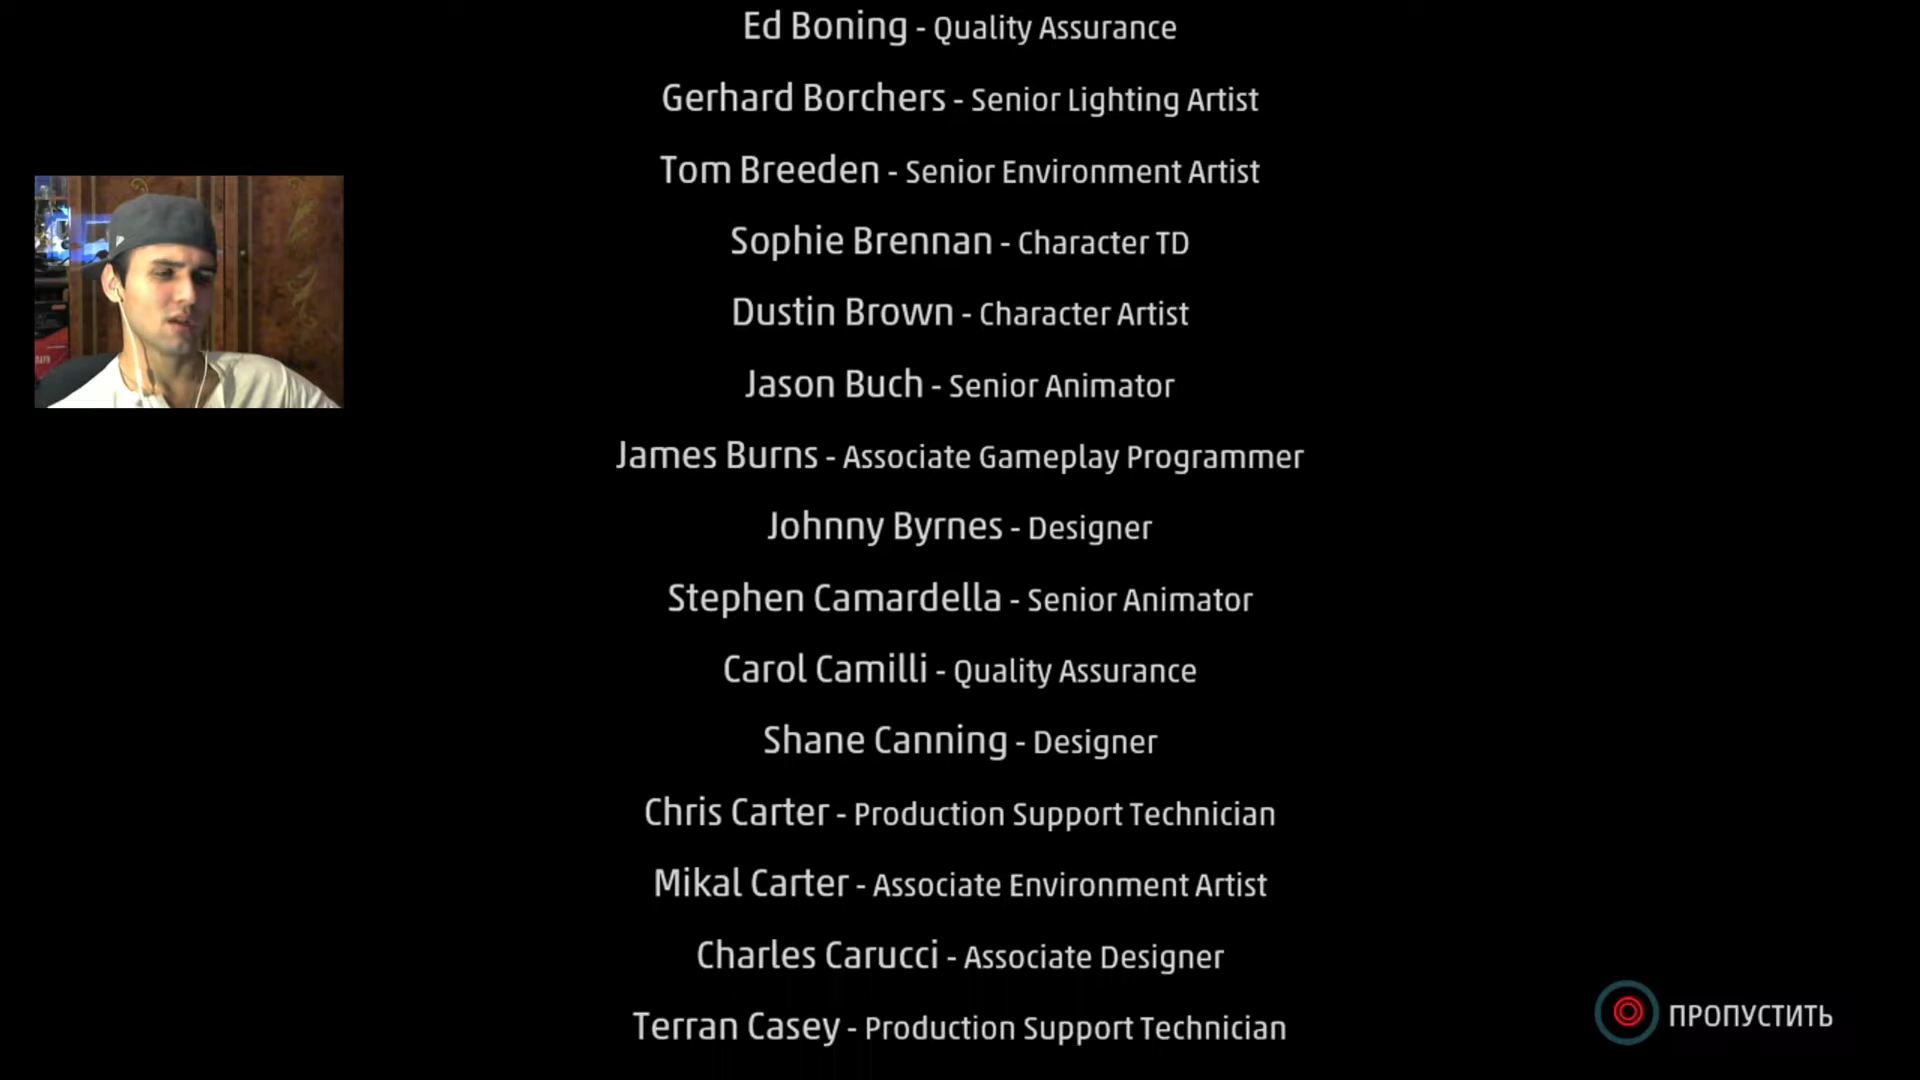 Ed Boning - Quality Assurance
Gerhard Borchers - Senior Lighting Artist
Tom Breeden - Senior Environment Artist
Sophie Brennan - Character TD
Dustin Brown - Character Artist
Jason Buch - Senior Animator
James Burns - Associate Gameplay Programmer
Johnny Byrnes - Designer
Stephen Camardella - Senior Animator
Carol Camilli - Quality Assurance
Shane Canning - Designer
Chris Carter - Production Support Technician
Mikal Carter - Associate Environment Artist
Charles Carucci - Associate Designer
Terran Casey - Production Support Technician
ПРОПУСТИТЬ